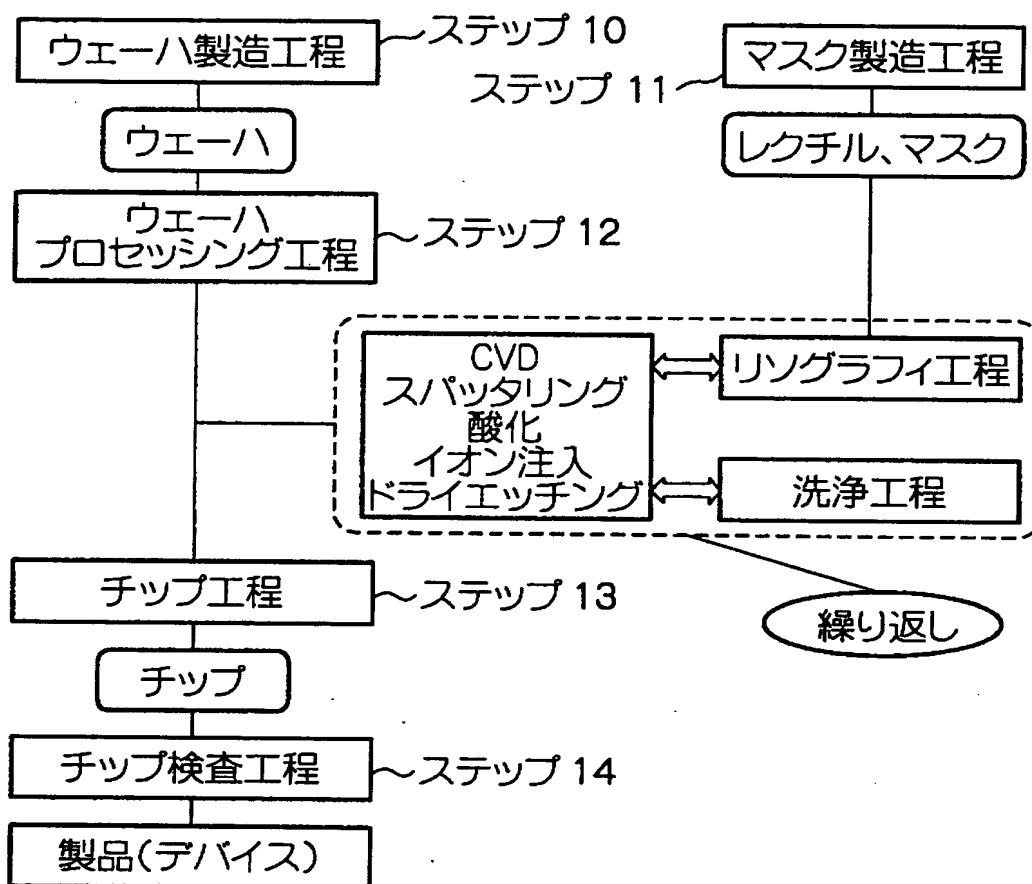 ウェーハ製造工程
ステップ 10
マスク製造工程
ステップ 11
ウェーハ
レクチル、マスク
ウェーハ
プロセッシング工程
ステップ 12
CVD
スパッタリング
酸化
イオン注入
ドライエッチング
リソグラフィ工程
洗浄工程
チップ工程
ステップ 13
繰り返し
チップ
チップ検査工程
ステップ 14
製品(デバイス)